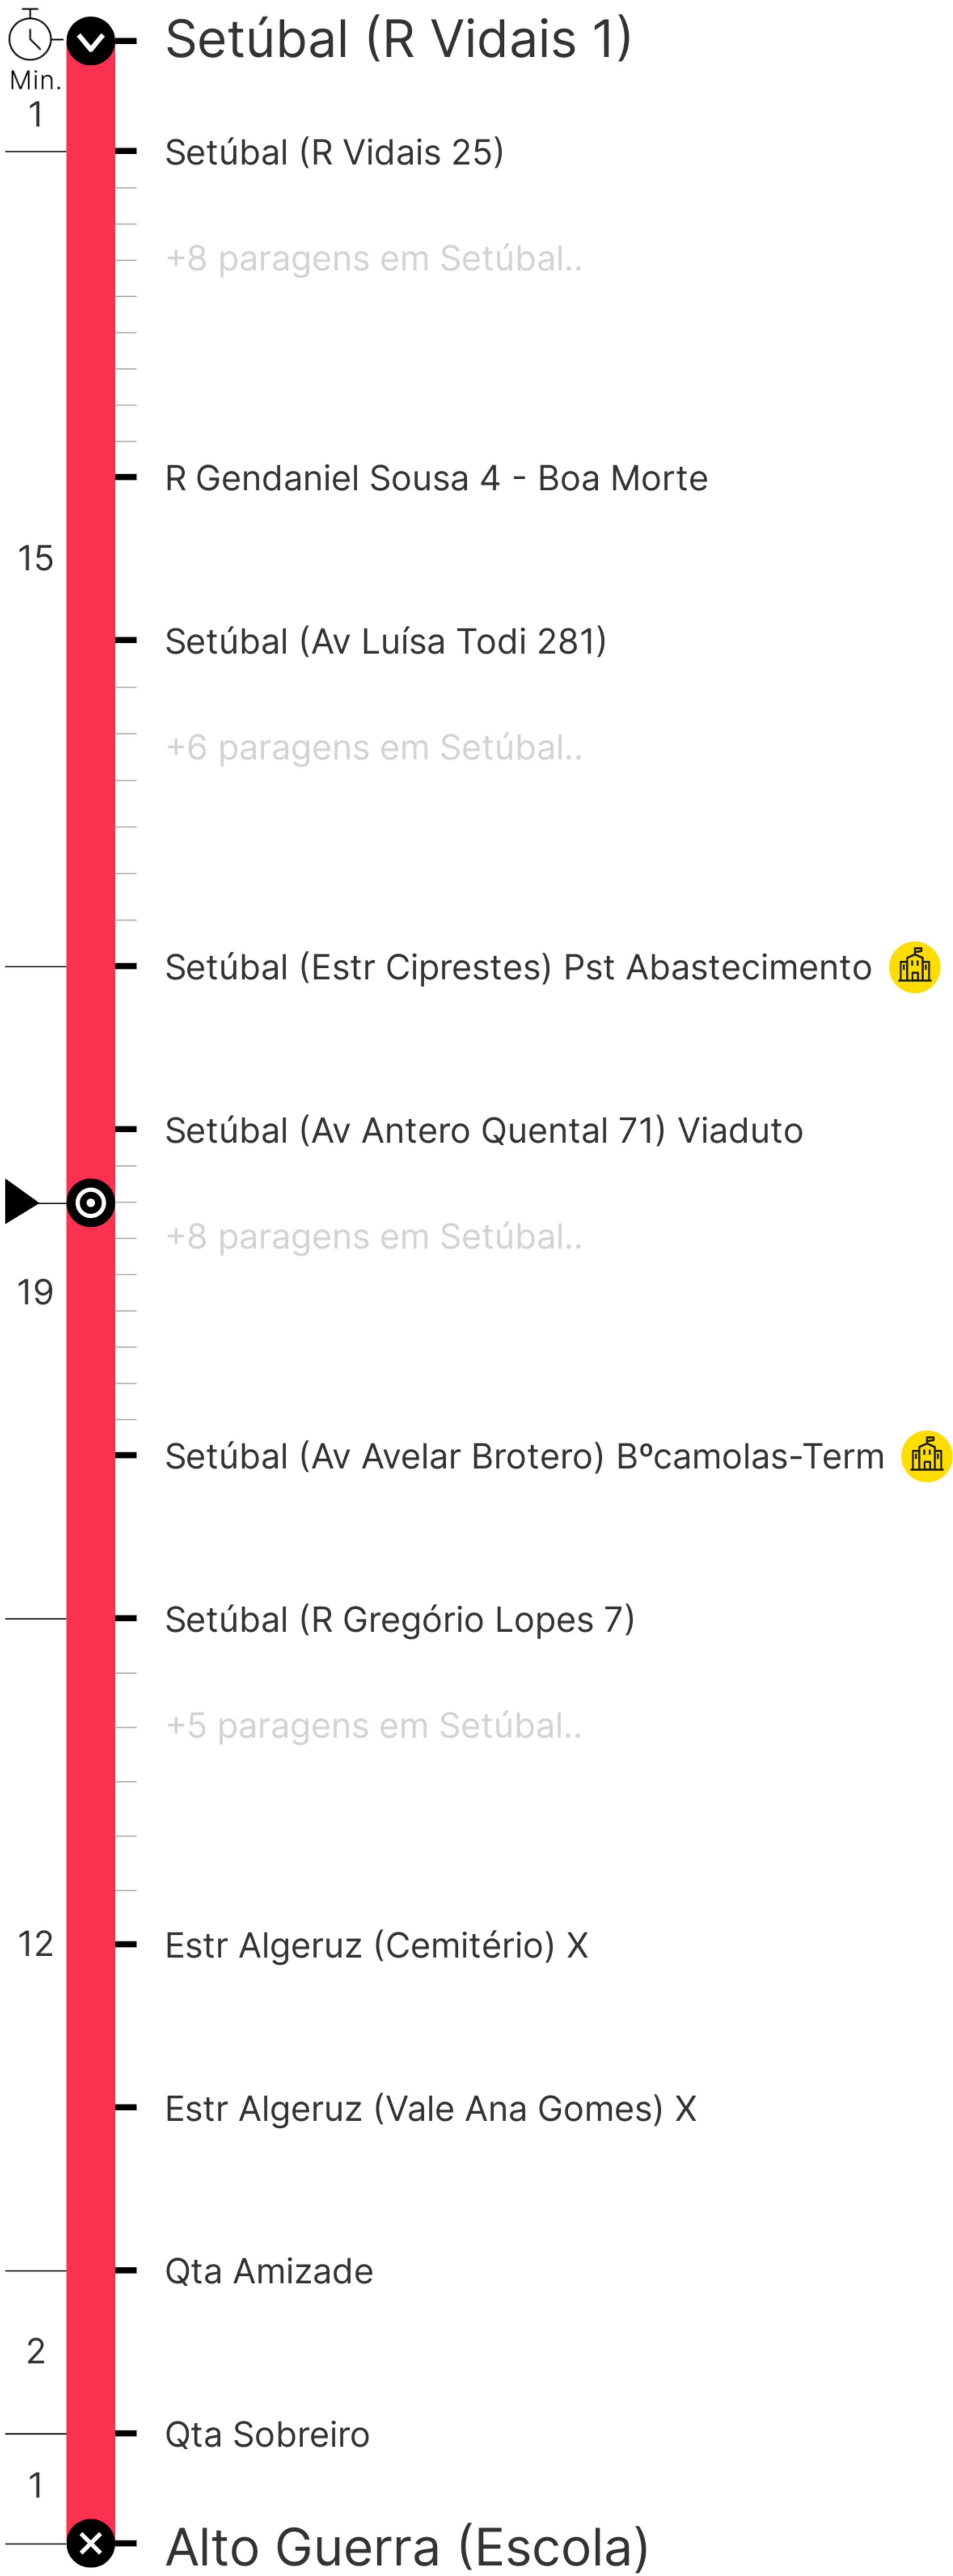 Setúbal (R Vidais 1)
Min.
1
Setúbal (R Vidais 25)
+8 paragens em Setúbal..
R Gendaniel Sousa 4 - Boa Morte
15
Setúbal (Av Luísa Todi 281)
+6 paragens em Setúbal..
Setúbal (Estr Ciprestes) Pst Abastecimento
Setúbal (Av Antero Quental 71) Viaduto
+8 paragens em Setúbal..
19
Setúbal (Av Avelar Brotero) Bºcamolas-Term
Setúbal (R Gregório Lopes 7)
+5 paragens em Setúbal..
12
Estr Algeruz (Cemitério) X
Estr Algeruz (Vale Ana Gomes) X
Qta Amizade
2
Qta Sobreiro
1
Alto Guerra (Escola)